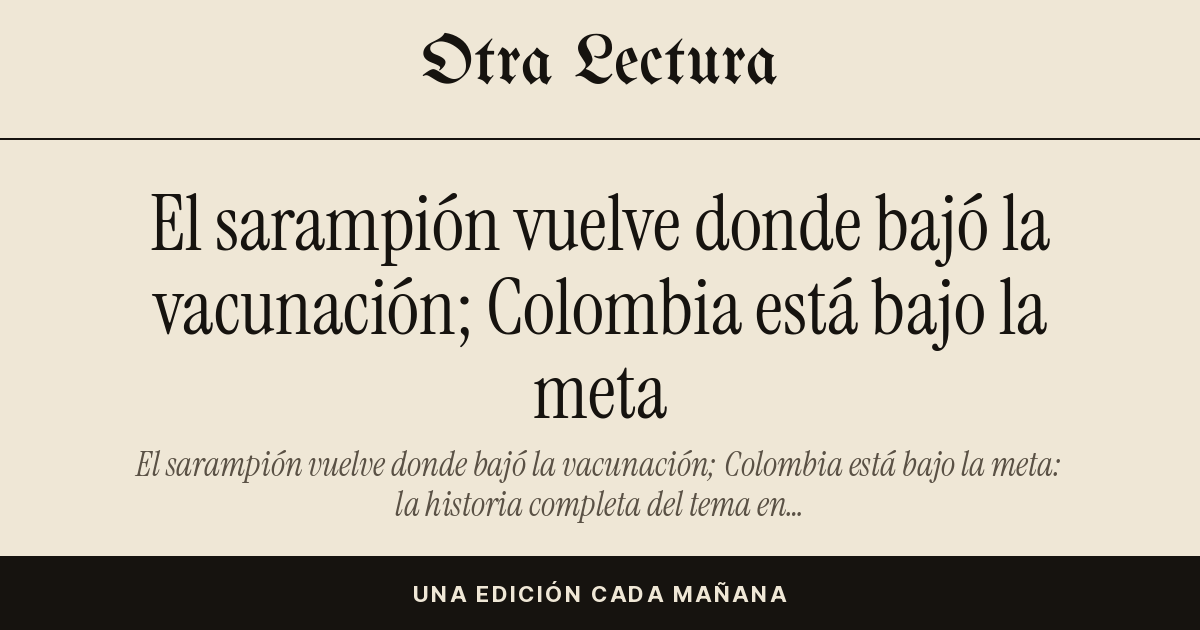 Otra Lectura
El sarampión vuelve donde bajó la
vacunación; Colombia está bajo la
meta
El sarampión vuelve donde bajó la vacunación; Colombia está bajo la meta:
la historia completa del tema en...
UNA EDICIÓN CADA MAÑANA